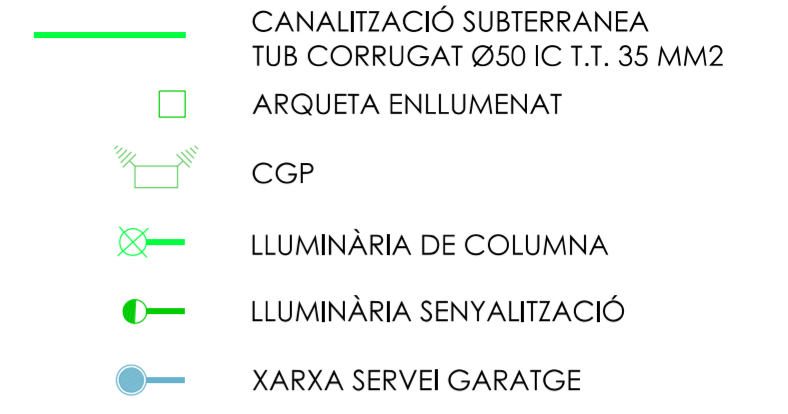 CANALITZACIÓ SUBTERRANEA
TUB CORRUGAT Ø50 IC T.T. 35 MM2
ARQUETA ENLLUMENAT
CGP
LLUMINÀRIA DE COLUMNA
LLUMINÀRIA SENYALITZACIÓ
XARXA SERVEI GARATGE